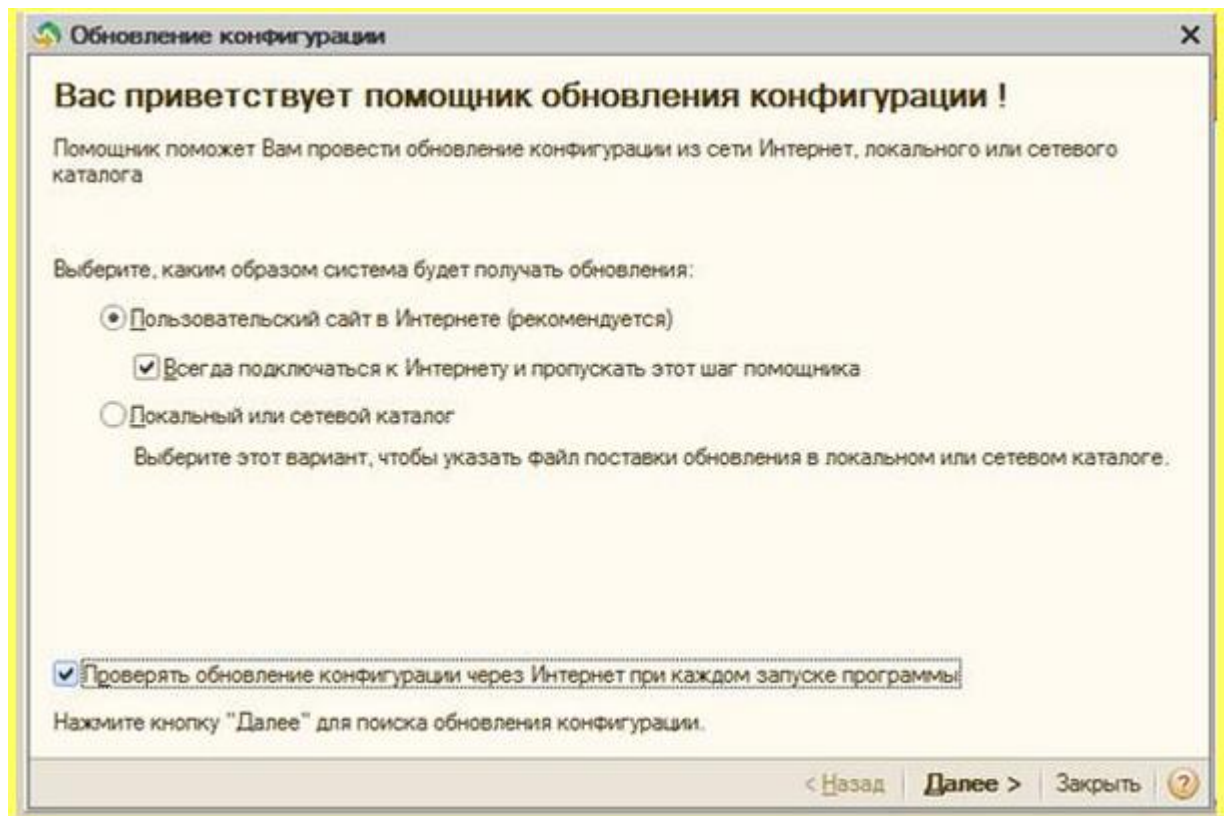 Обновление конфигурации
Вас приветствует помощник обновления конфигурации !
Помощник поможет Вам провести обновление конфигурации из сети Интернет, локального или сетевого
каталога
Выберите, каким образом система будет получать обновления:
Пользовательский сайт в Интернете (рекомендуется)
Всегда подключаться к Интернету и пропускать этот шаг помощника
Локальный или сетевой каталог
Выберите этот вариант, чтобы указать файл поставки обновления в локальном или сетевом каталоге.
Проверять обновление конфигурации через Интернет при каждом запуске программы
Нажмите кнопку "Далее" для поиска обновления конфигурации.
< Назад Далее > Закрыть ?